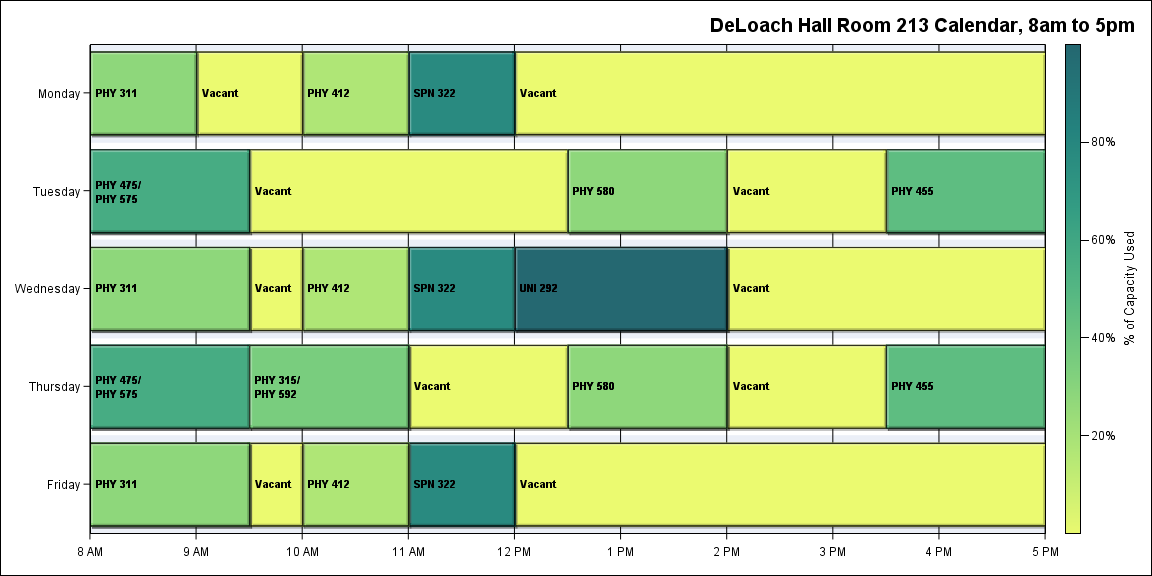 DeLoach Hall Room 213 Calendar, 8am to 5pm
Monday
PHY 311
Vacant
PHY 412
SPN 322
Vacant
Tuesday
PHY 475/
PHY 575
Vacant
PHY 580
Vacant
PHY 455
Wednesday
PHY 311
Vacant
PHY 412
SPN 322
UNI 292
Vacant
Thursday
PHY 475/
PHY 575
PHY 315/
PHY 592
Vacant
PHY 580
Vacant
PHY 455
Friday
PHY 311
Vacant
PHY 412
SPN 322
Vacant
8 AM
9 AM
10 AM
11 AM
12 PM
1 PM
2 PM
3 PM
4 PM
5 PM
80%
60%
40%
20%
% of Capacity Used